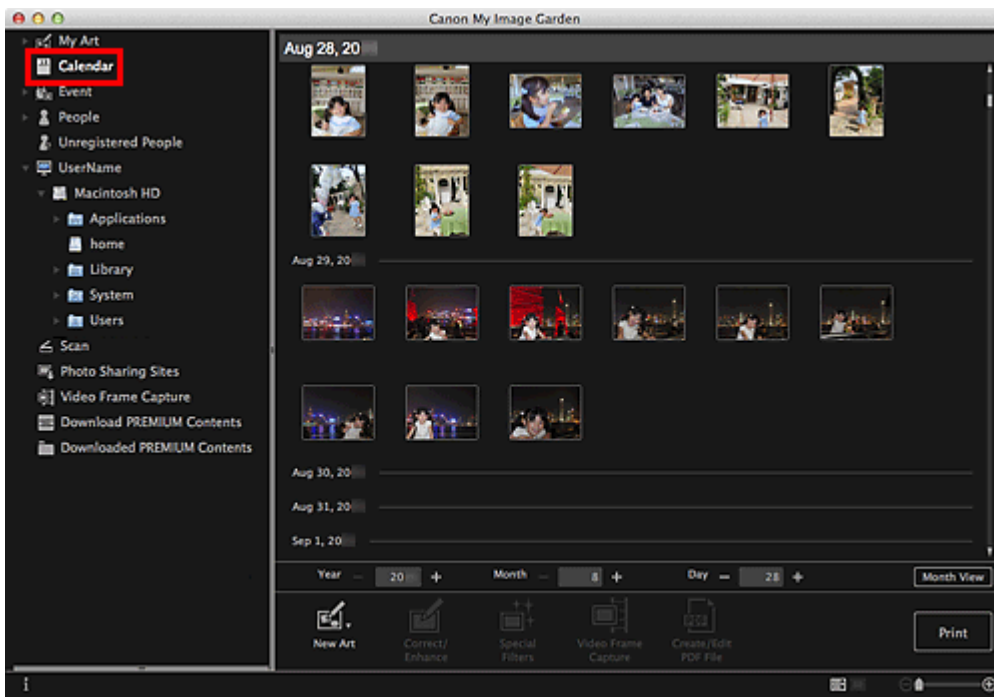 Canon My Image Garden
My Art
Calendar
Event
People
Unregistered People
UserName
Macintosh HD
Applications
home
Library
System
Users
Scan
Photo Sharing Sites
Video Frame Capture
Download PREMIUM Contents
Downloaded PREMIUM Contents
Aug 28, 20
Aug 29, 20
Aug 30, 20
Aug 31, 20
Sep 1, 20
Year − 20 + Month − 8 + Day − 28 + Month View
New Art
Correct/
Enhance
Special
Filters
Video Frame
Capture
Create/Edit
PDF File
Print